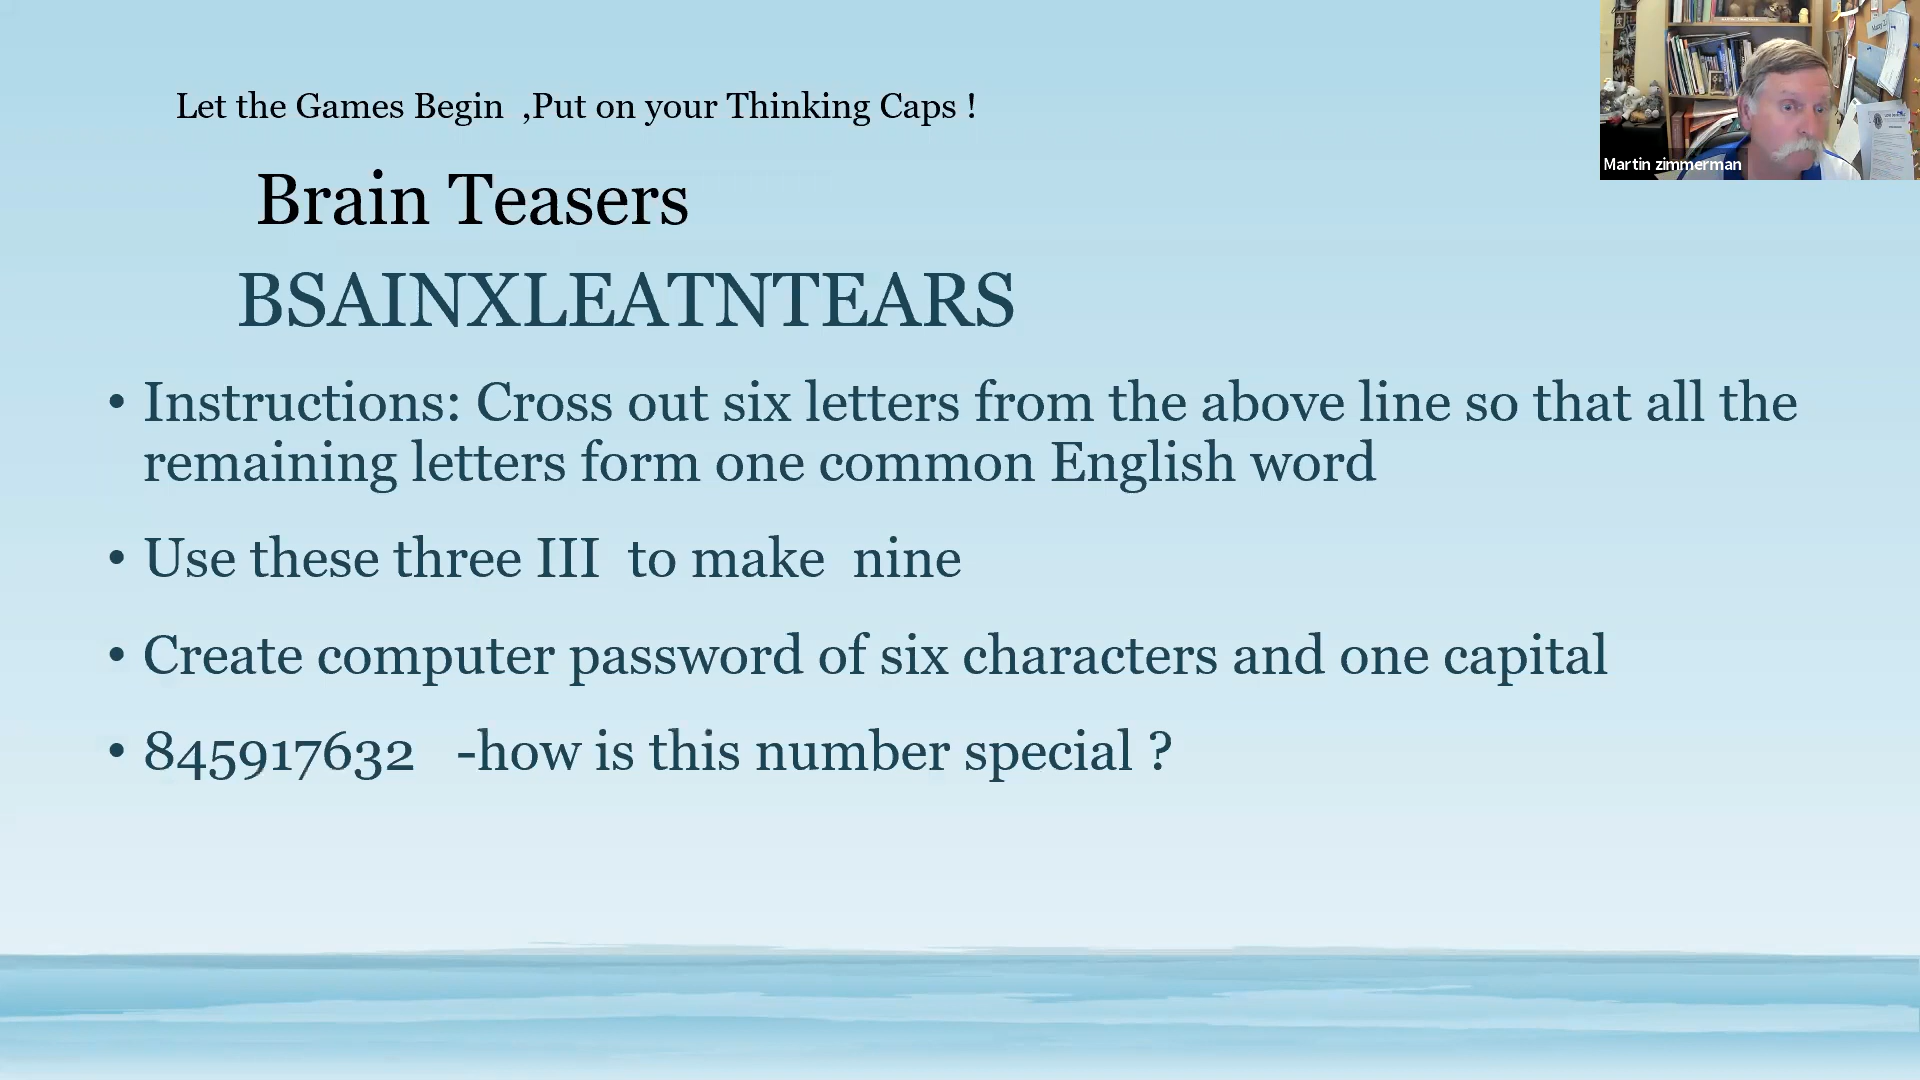 Let the Games Begin  ,Put on your Thinking Caps !
Martin zimmerman
Brain Teasers
BSAINXLEATNTEARS
• Instructions: Cross out six letters from the above line so that all the
remaining letters form one common English word
• Use these three III  to make  nine
• Create computer password of six characters and one capital
• 845917632   -how is this number special ?